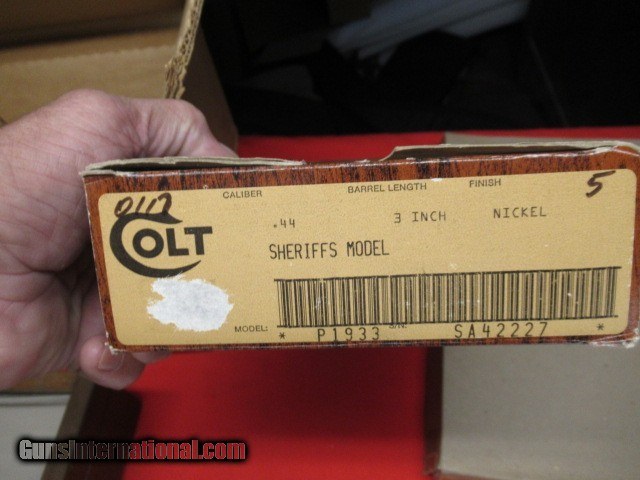 CALIBER BARREL LENGTH FINISH
0112 5
.44 3 INCH NICKEL
COLT
SHERIFFS MODEL
MODEL: * P1933 S/N: SA42227 *
GunsInternational.com